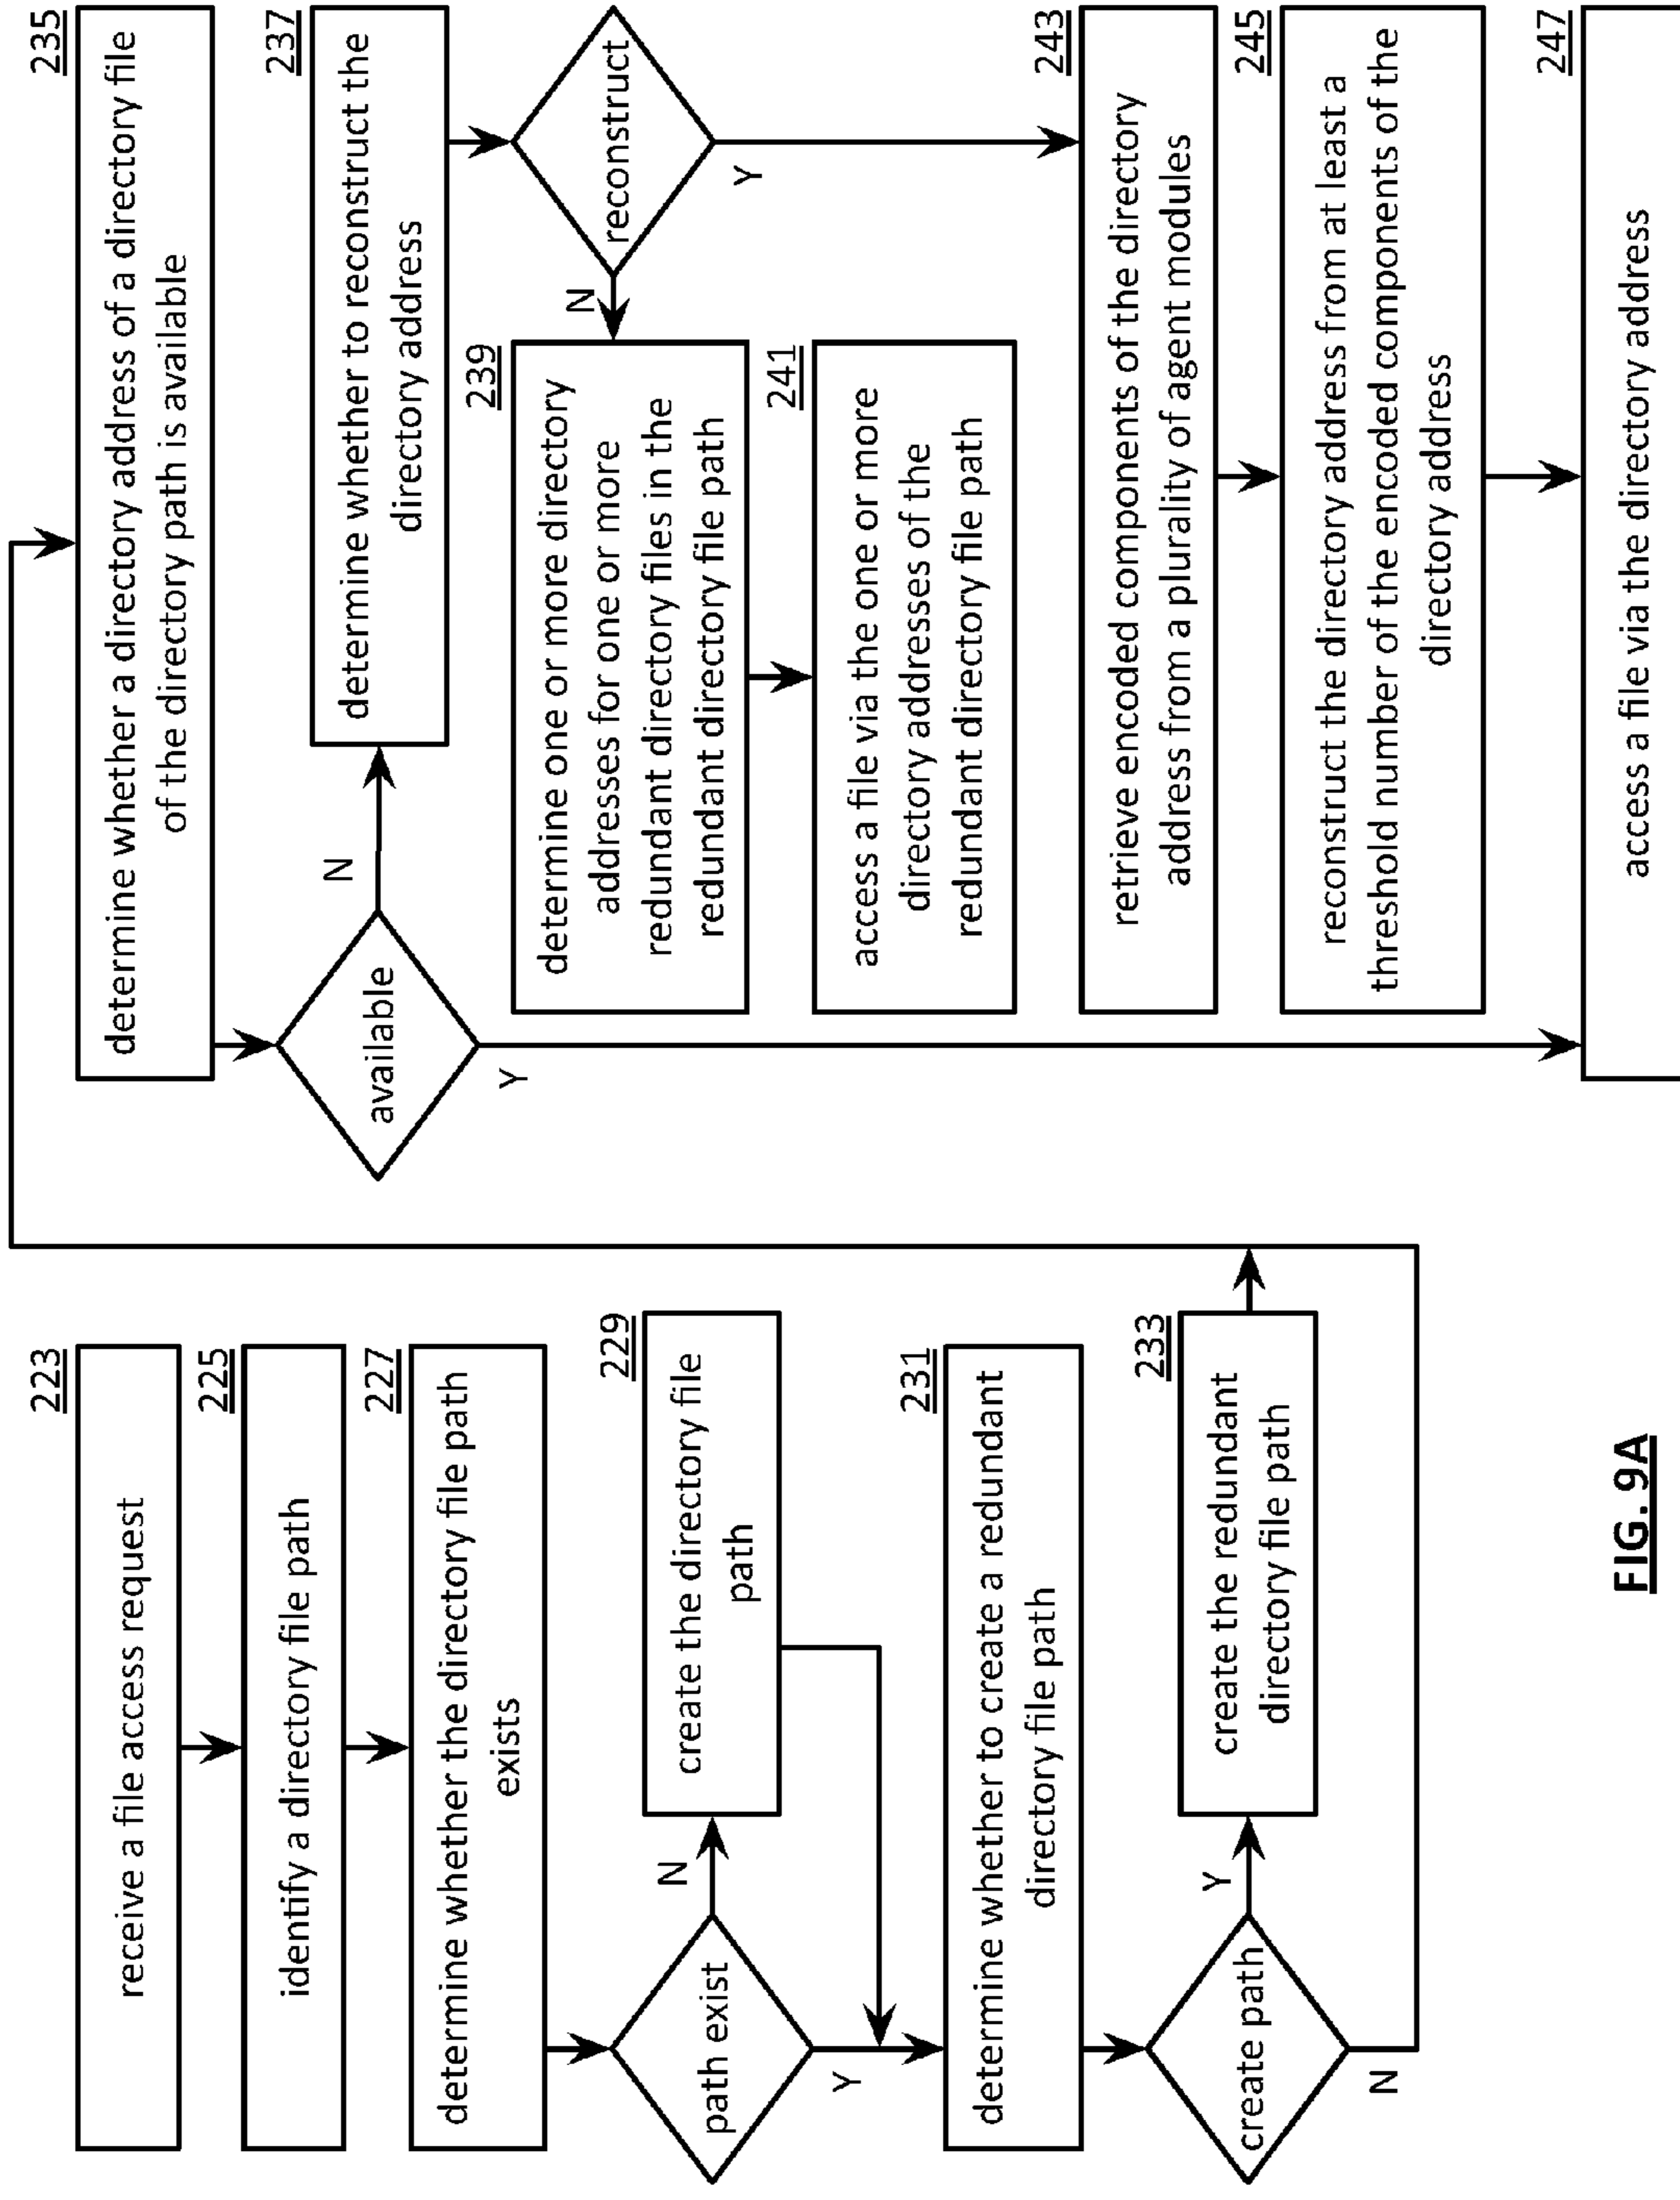 223
receive a file access request
225
identify a directory file path
227
determine whether the directory file path
exists
path exist
N
Y
229
create the directory file
path
231
determine whether to create a redundant
directory file path
create path
Y
N
233
create the redundant
directory file path
235
determine whether a directory address of a directory file
of the directory path is available
available
N
Y
237
determine whether to reconstruct the
directory address
reconstruct
N
Y
239
determine one or more directory
addresses for one or more
redundant directory files in the
redundant directory file path
241
access a file via the one or more
directory addresses of the
redundant directory file path
243
retrieve encoded components of the directory
address from a plurality of agent modules
245
reconstruct the directory address from at least a
threshold number of the encoded components of the
directory address
247
access a file via the directory address
FIG. 9A